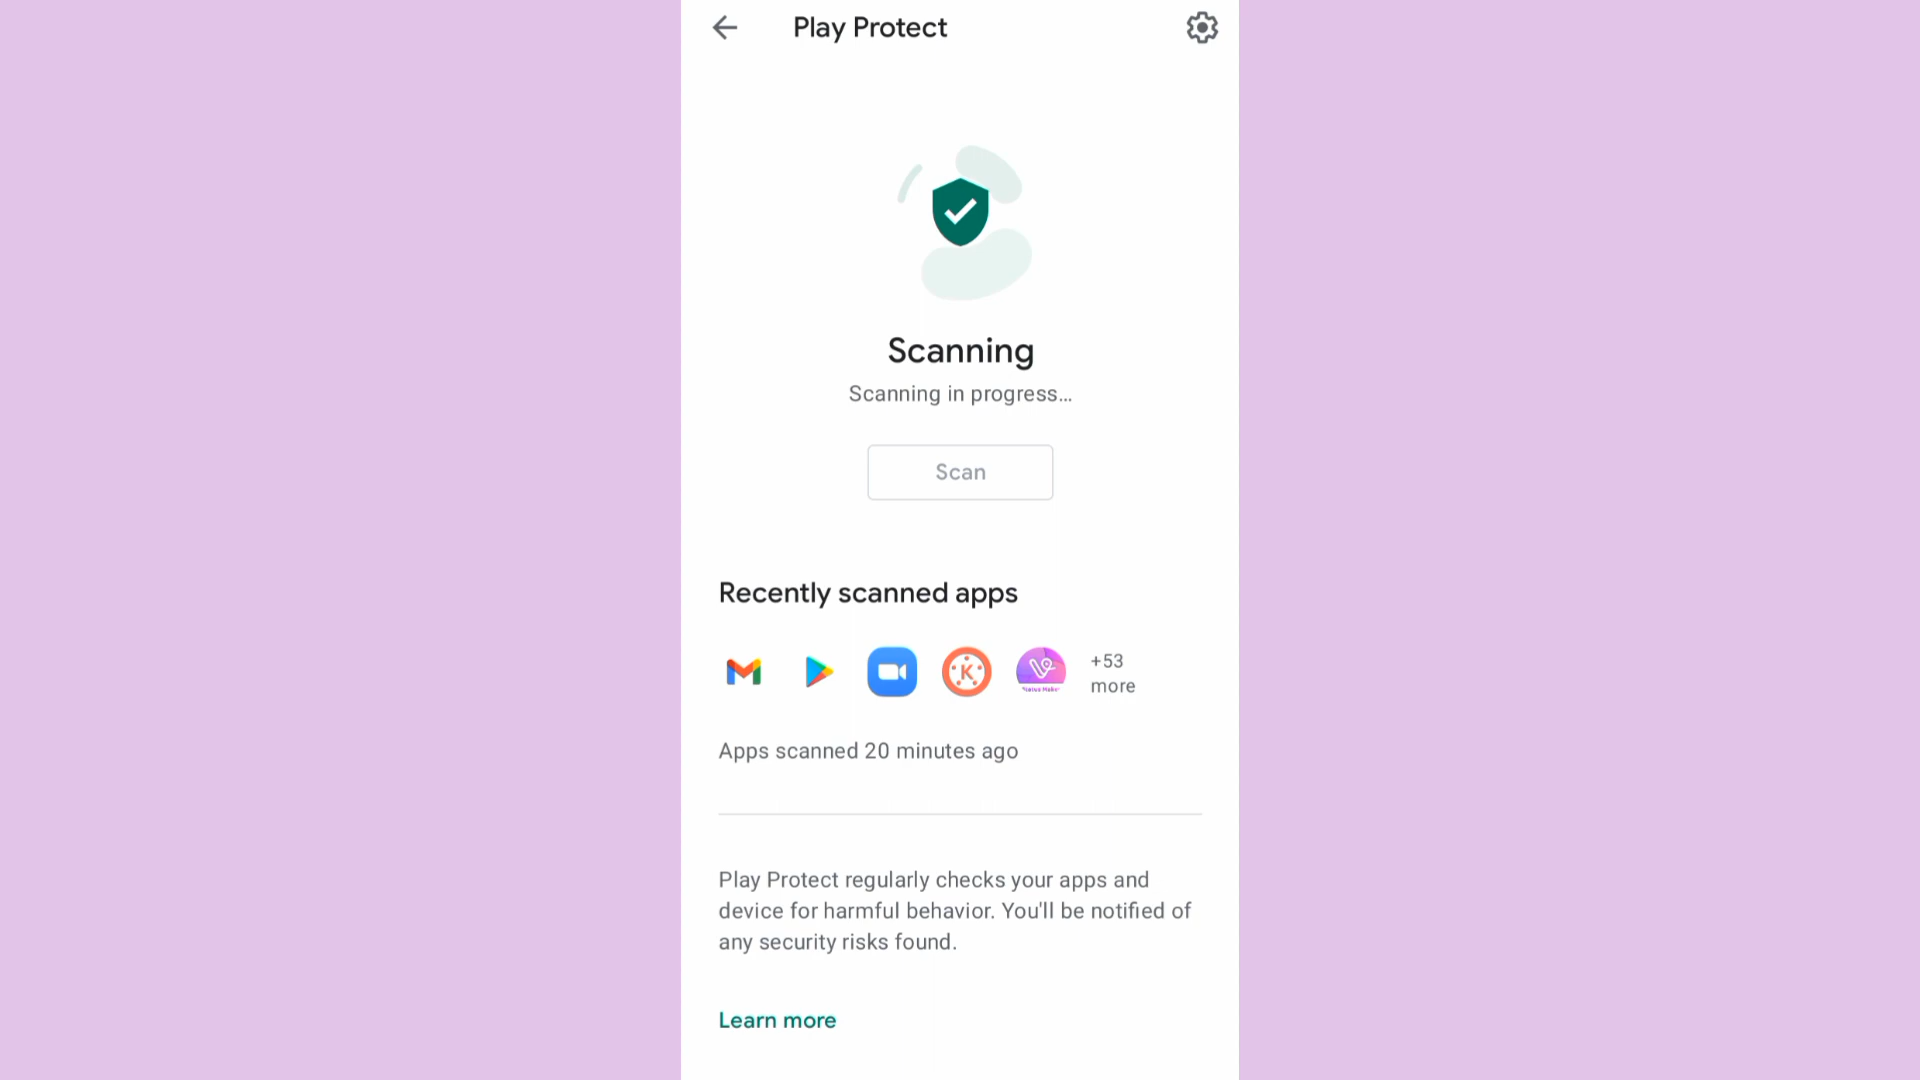 Play Protect
Scanning
Scanning in progress...
Scan
Recently scanned apps
K
+53
more
Status Maker
Apps scanned 20 minutes ago
Play Protect regularly checks your apps and
device for harmful behavior. You'll be notified of
any security risks found.
Learn more